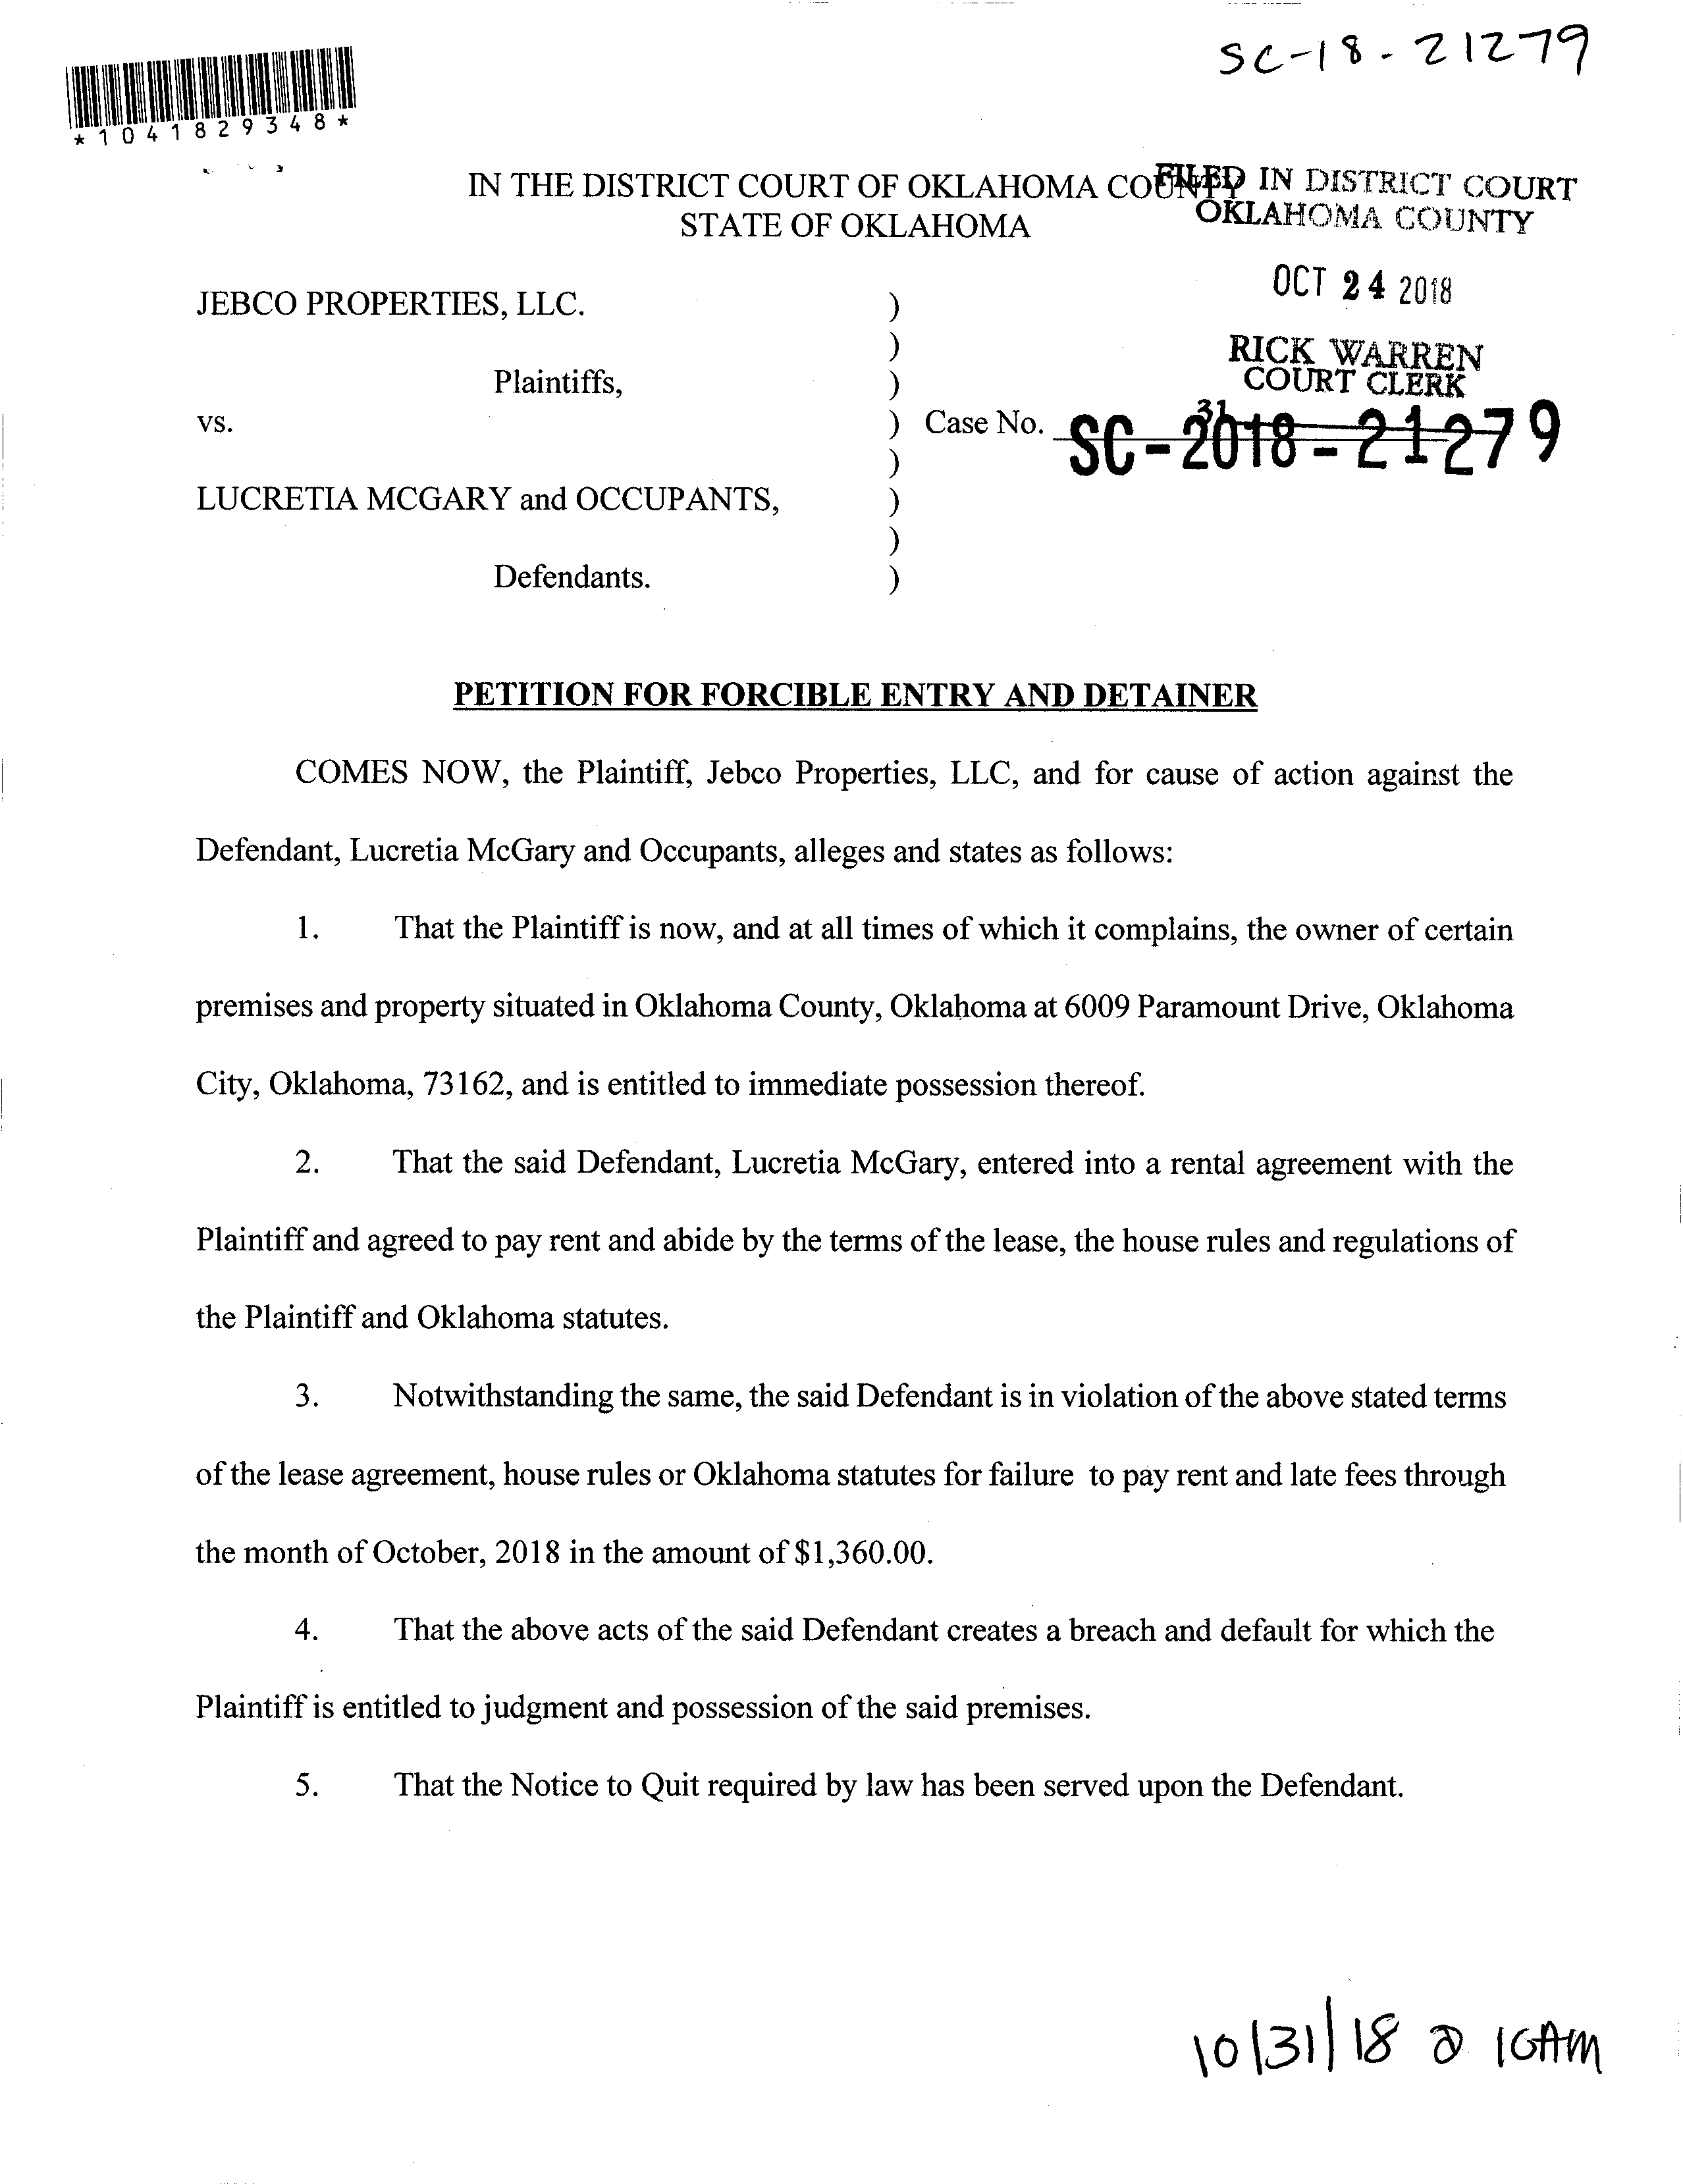 SC-18-21279
*1041829348*
IN THE DISTRICT COURT OF OKLAHOMA COUNTY
STATE OF OKLAHOMA
FILED IN DISTRICT COURT
OKLAHOMA COUNTY
OCT 24 2018
RICK WARREN
COURT CLERK
31
JEBCO PROPERTIES, LLC. )
)
Plaintiffs, )
vs. ) Case No. SC-2018-21279
)
LUCRETIA MCGARY and OCCUPANTS, )
)
Defendants. )
PETITION FOR FORCIBLE ENTRY AND DETAINER
COMES NOW, the Plaintiff, Jebco Properties, LLC, and for cause of action against the
Defendant, Lucretia McGary and Occupants, alleges and states as follows:
1. That the Plaintiff is now, and at all times of which it complains, the owner of certain
premises and property situated in Oklahoma County, Oklahoma at 6009 Paramount Drive, Oklahoma
City, Oklahoma, 73162, and is entitled to immediate possession thereof.
2. That the said Defendant, Lucretia McGary, entered into a rental agreement with the
Plaintiff and agreed to pay rent and abide by the terms of the lease, the house rules and regulations of
the Plaintiff and Oklahoma statutes.
3. Notwithstanding the same, the said Defendant is in violation of the above stated terms
of the lease agreement, house rules or Oklahoma statutes for failure to pay rent and late fees through
the month of October, 2018 in the amount of $1,360.00.
4. That the above acts of the said Defendant creates a breach and default for which the
Plaintiff is entitled to judgment and possession of the said premises.
5. That the Notice to Quit required by law has been served upon the Defendant.
10/31/18 @ 10AM